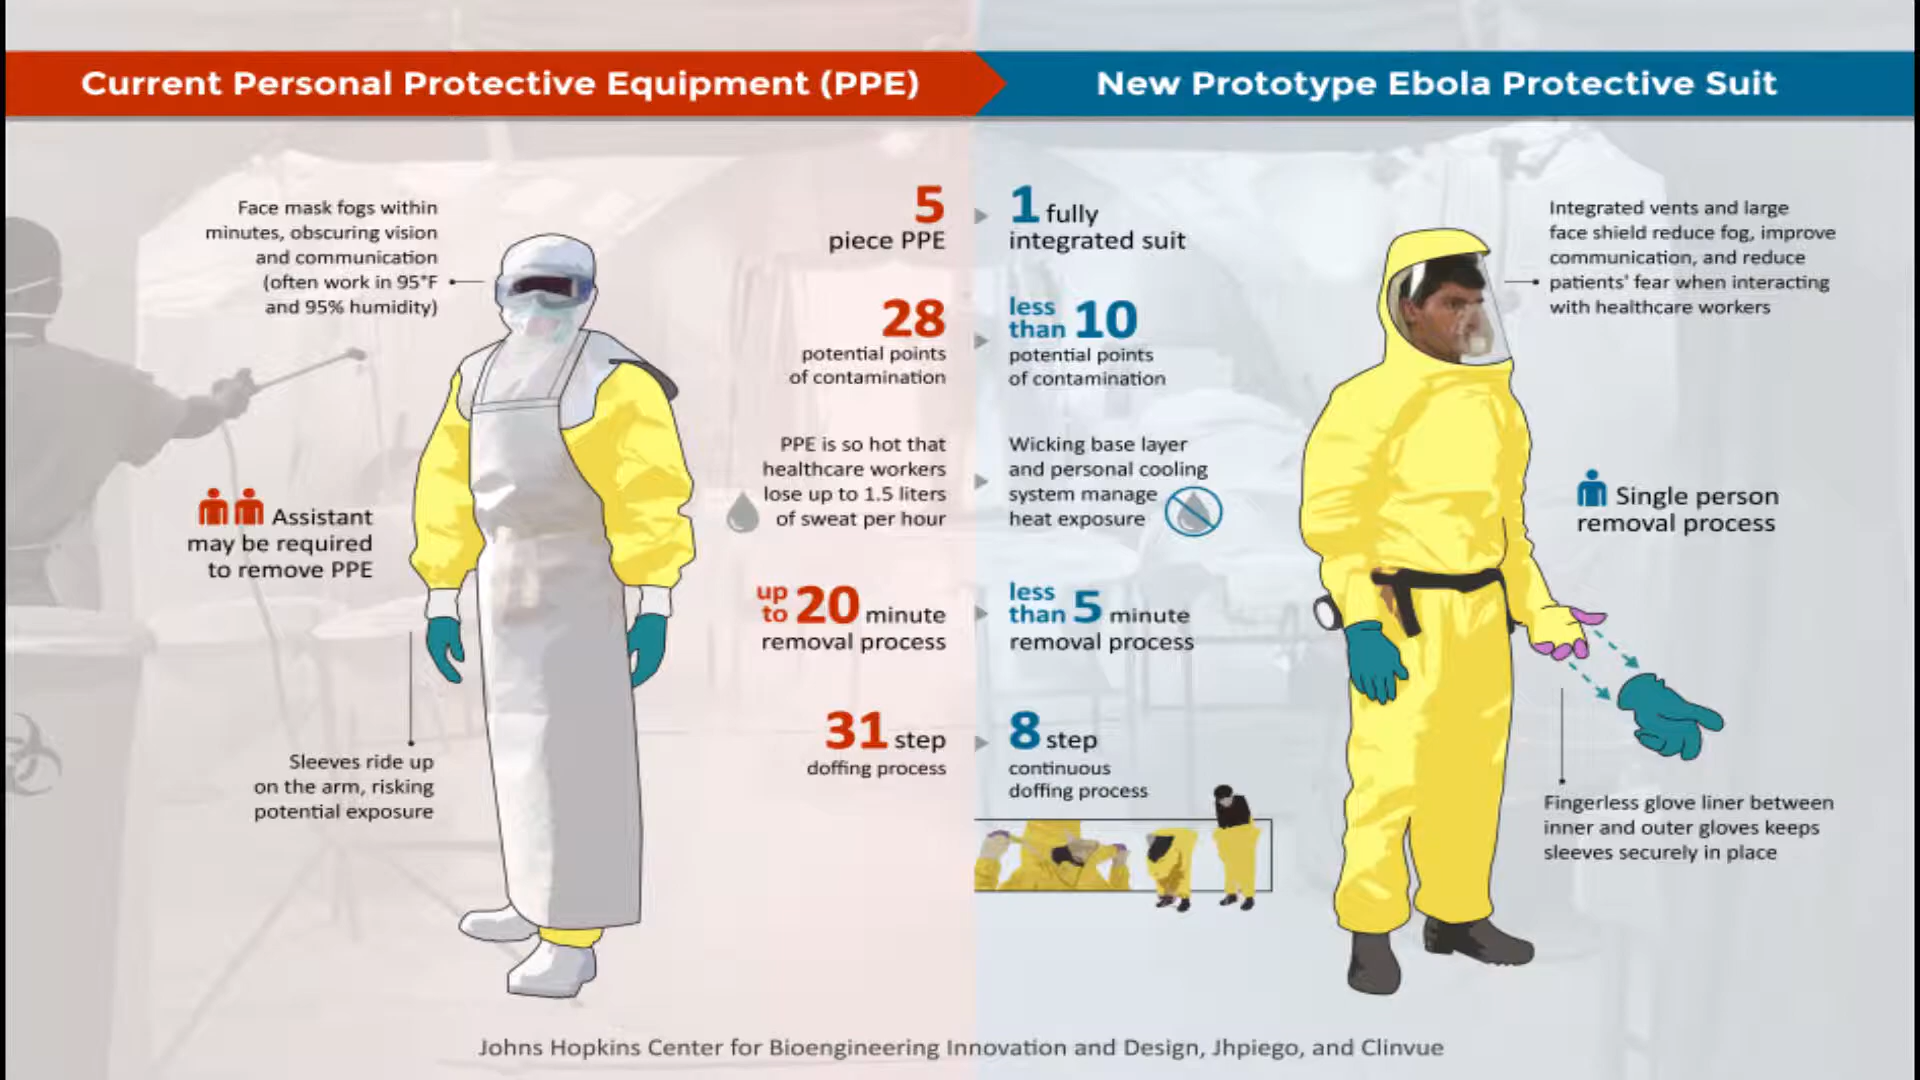 Current Personal Protective Equipment (PPE)
New Prototype Ebola Protective Suit
Face mask fogs within
minutes, obscuring vision
and communication
(often work in 95°F
and 95% humidity)
Assistant
may be required
to remove PPE
Sleeves ride up
on the arm, risking
potential exposure
5
piece PPE
28
potential points
of contamination
PPE is so hot that
healthcare workers
lose up to 1.5 liters
of sweat per hour
up
to 20 minute
removal process
31 step
doffing process
1 fully
integrated suit
less
than 10
potential points
of contamination
Wicking base layer
and personal cooling
system manage
heat exposure
less
than 5 minute
removal process
8 step
continuous
doffing process
Integrated vents and large
face shield reduce fog, improve
communication, and reduce
patients' fear when interacting
with healthcare workers
Single person
removal process
Fingerless glove liner between
inner and outer gloves keeps
sleeves securely in place
Johns Hopkins Center for Bioengineering Innovation and Design, Jhpiego, and Clinvue